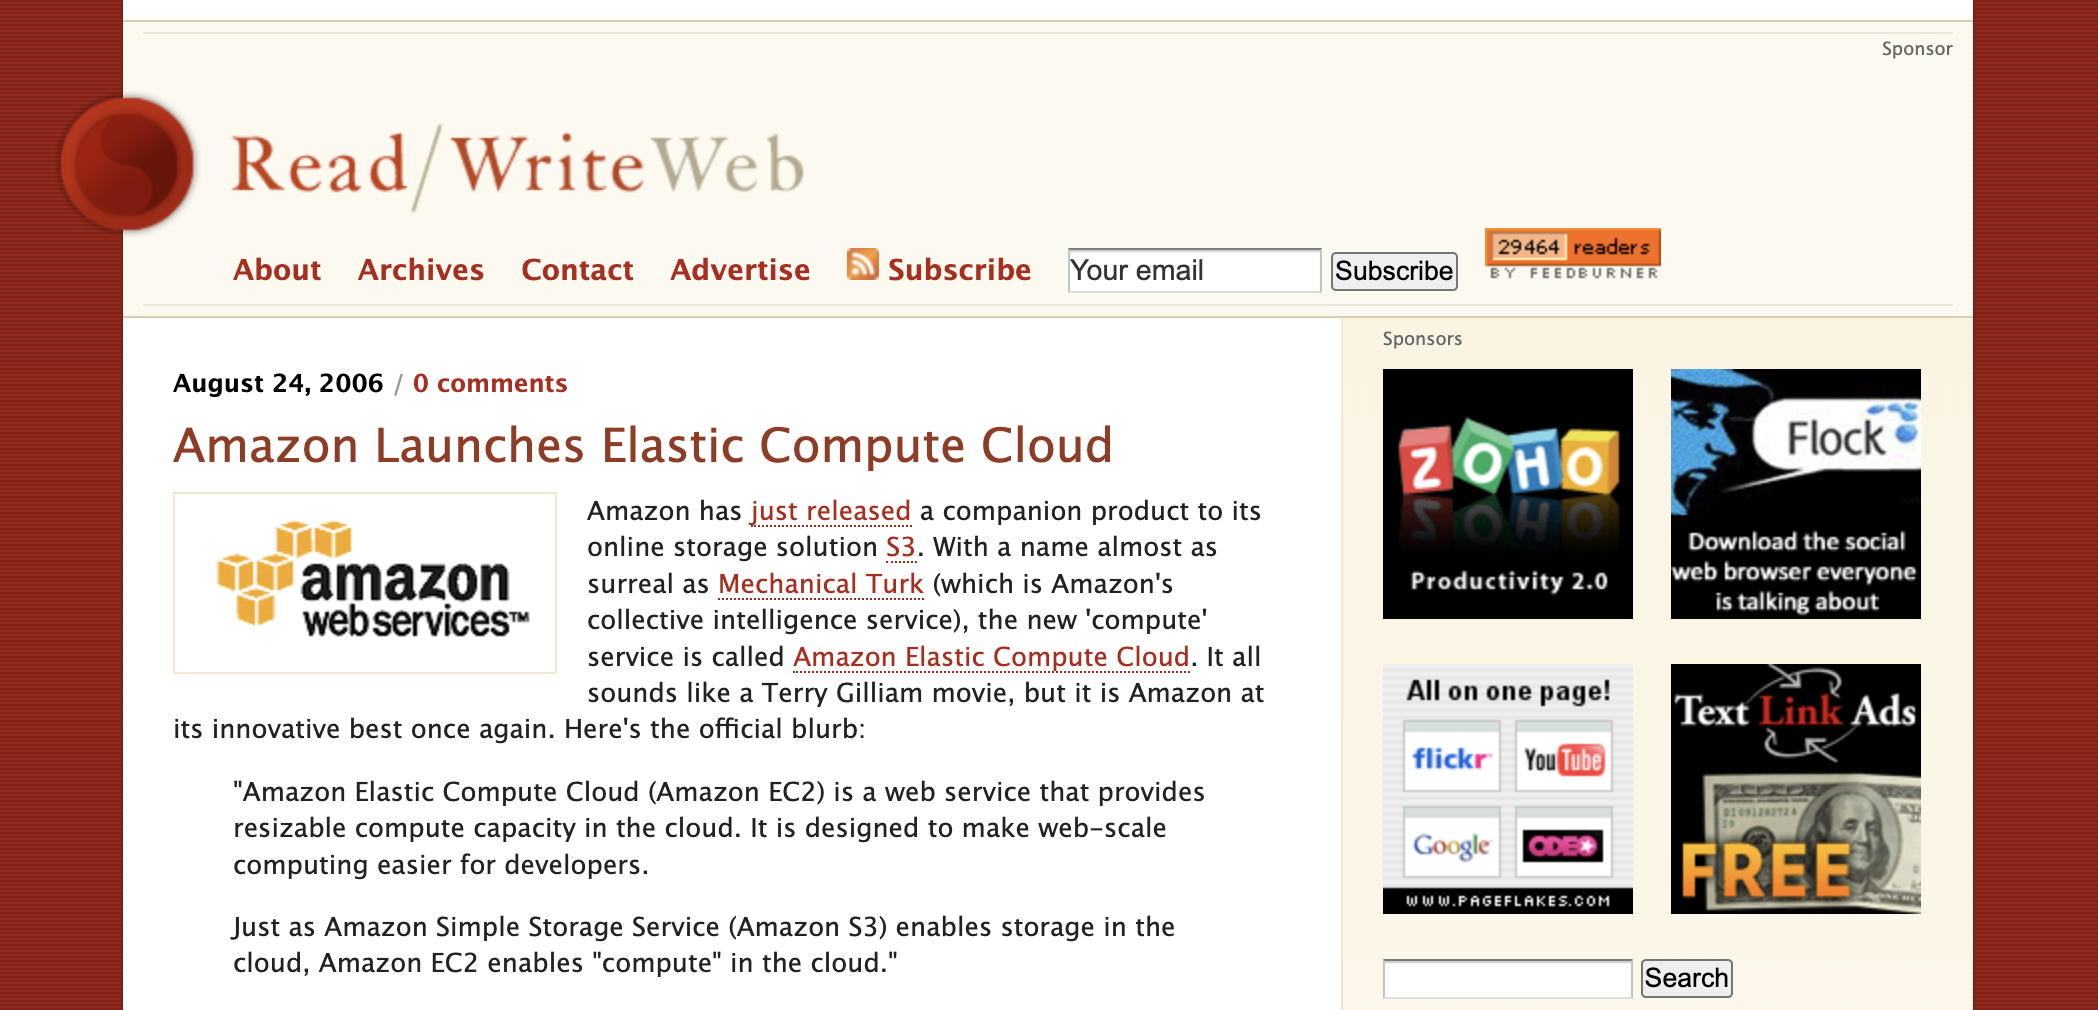 Sponsor
Read/WriteWeb
About Archives Contact Advertise Subscribe Your email Subscribe 29464 readers
BY FEEDBURNER
August 24, 2006 / 0 comments
Amazon Launches Elastic Compute Cloud
amazon
webservices™
Amazon has just released a companion product to its
online storage solution S3. With a name almost as
surreal as Mechanical Turk (which is Amazon's
collective intelligence service), the new 'compute'
service is called Amazon Elastic Compute Cloud. It all
sounds like a Terry Gilliam movie, but it is Amazon at
its innovative best once again. Here's the official blurb:
"Amazon Elastic Compute Cloud (Amazon EC2) is a web service that provides
resizable compute capacity in the cloud. It is designed to make web-scale
computing easier for developers.
Just as Amazon Simple Storage Service (Amazon S3) enables storage in the
cloud, Amazon EC2 enables "compute" in the cloud."
Sponsors
ZOHO
Productivity 2.0
Flock
Download the social
web browser everyone
is talking about
All on one page!
flickr YouTube
Google ODEO
WWW.PAGEFLAKES.COM
Text Link Ads
FREE
Search